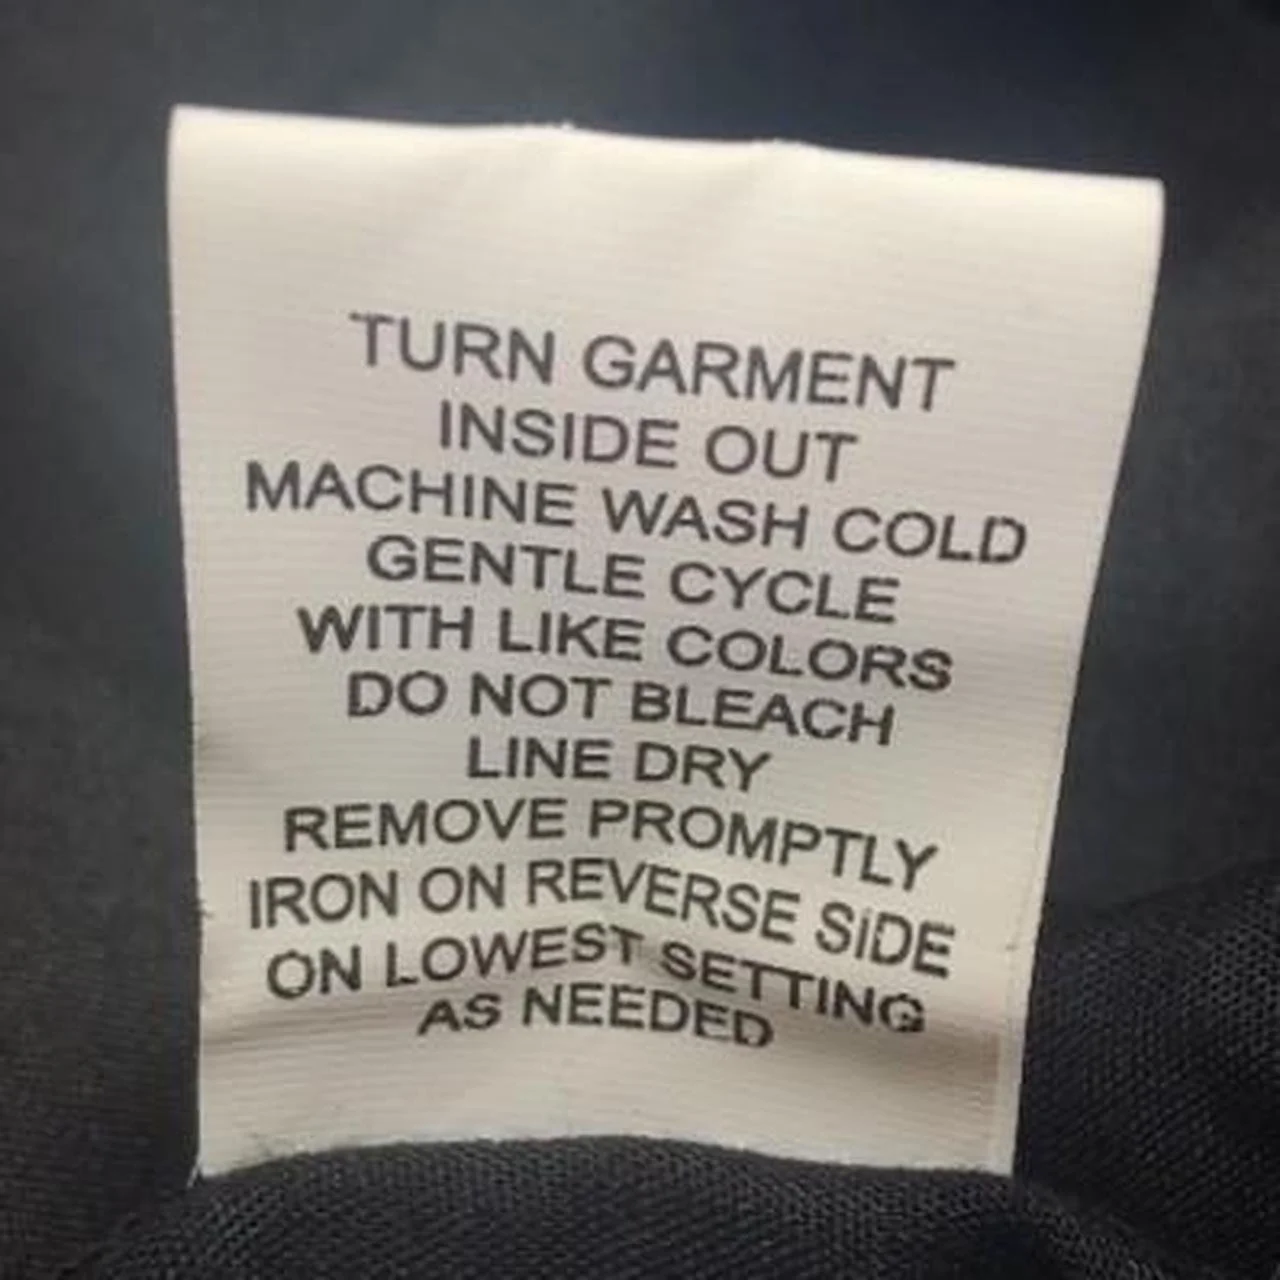 TURN GARMENT
INSIDE OUT
MACHINE WASH COLD
GENTLE CYCLE
WITH LIKE COLORS
DO NOT BLEACH
LINE DRY
REMOVE PROMPTLY
IRON ON REVERSE SIDE
ON LOWEST SETTING
AS NEEDED